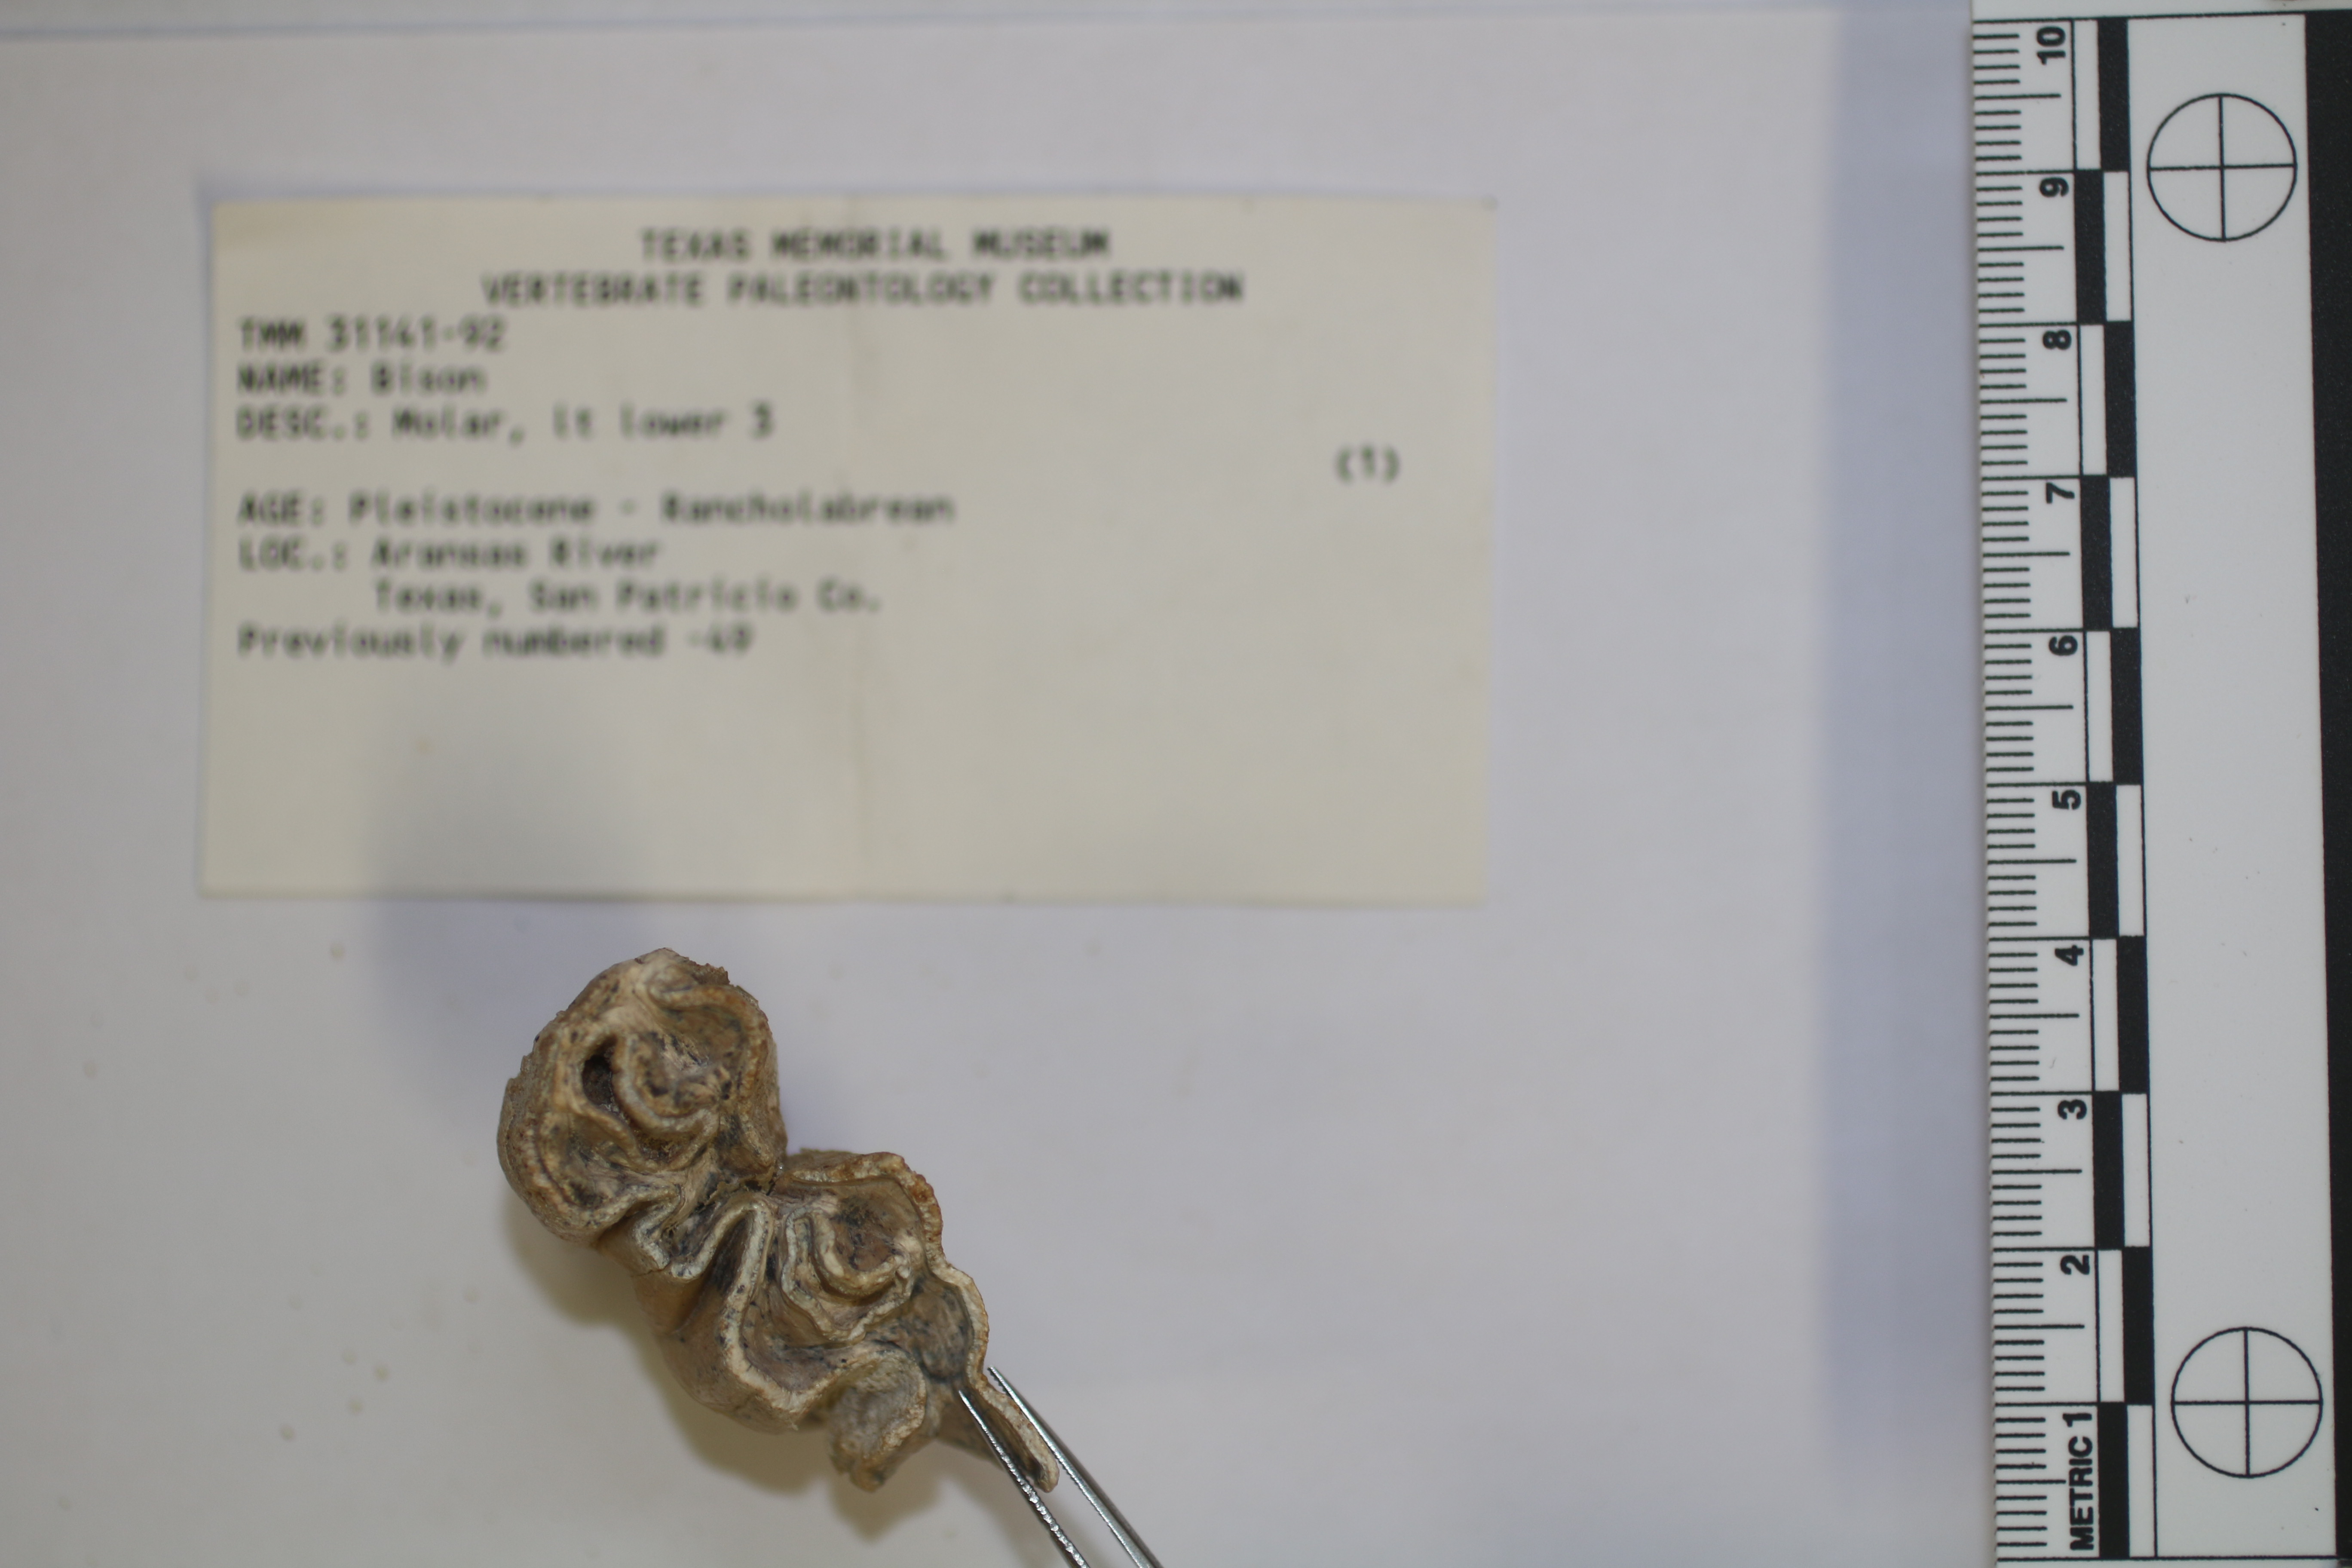 TEXAS MEMORIAL MUSEUM
VERTEBRATE PALEONTOLOGY COLLECTION
TMM 31141-92
NAME: Bison
DESC.: Molar, lt lower 3
(1)
AGE: Pleistocene - Rancholabrean
LOC.: Aransas River
Texas, San Patricio Co.
Previously numbered -49
10
9
8
7
6
5
4
3
2
METRIC 1